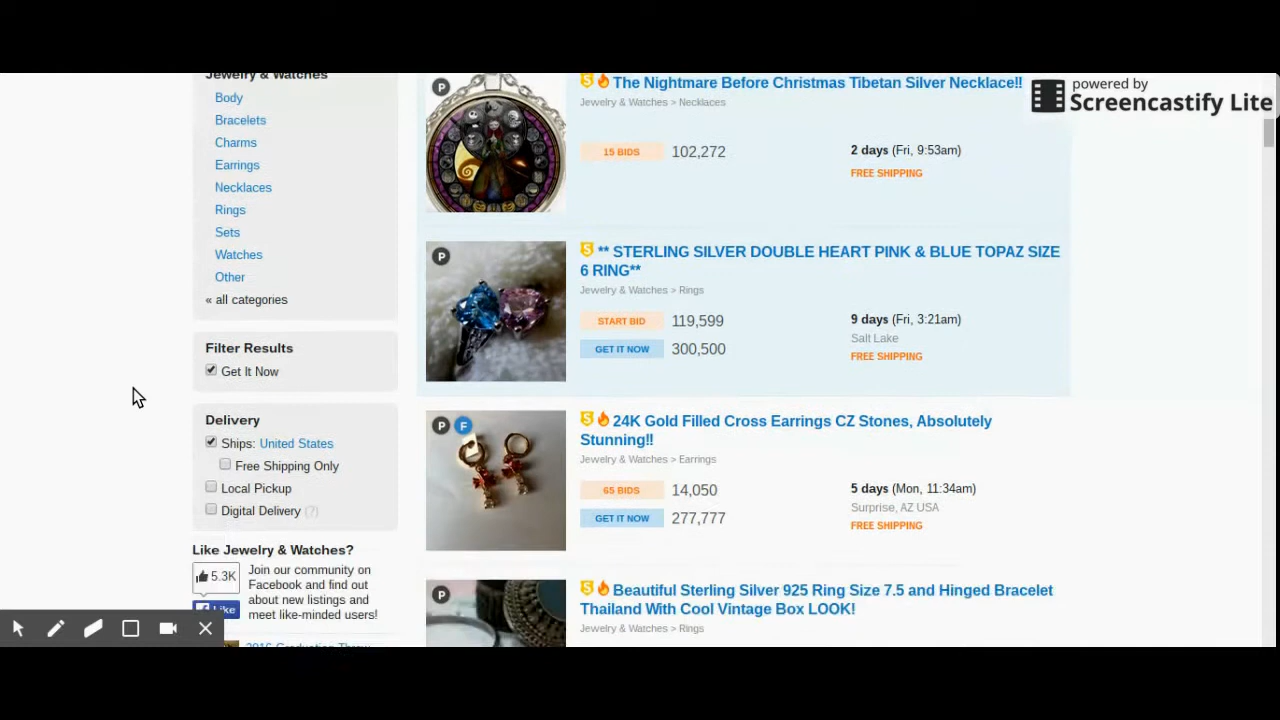 powered by
Screencastify Lite
Jewelry & Watches
Body
Bracelets
Charms
Earrings
Necklaces
Rings
Sets
Watches
Other
« all categories
Filter Results
Get It Now
Delivery
Ships: United States
Free Shipping Only
Local Pickup
Digital Delivery (?)
Like Jewelry & Watches?
5.3K
Like
Join our community on
Facebook and find out
about new listings and
meet like-minded users!
P
5 The Nightmare Before Christmas Tibetan Silver Necklace!!
Jewelry & Watches > Necklaces
15 BIDS 102,272
2 days (Fri, 9:53am)
FREE SHIPPING
P
5 ** STERLING SILVER DOUBLE HEART PINK & BLUE TOPAZ SIZE
6 RING**
Jewelry & Watches > Rings
START BID 119,599
GET IT NOW 300,500
9 days (Fri, 3:21am)
Salt Lake
FREE SHIPPING
P F
5 24K Gold Filled Cross Earrings CZ Stones, Absolutely
Stunning!!
Jewelry & Watches > Earrings
65 BIDS 14,050
GET IT NOW 277,777
5 days (Mon, 11:34am)
Surprise, AZ USA
FREE SHIPPING
P
5 Beautiful Sterling Silver 925 Ring Size 7.5 and Hinged Bracelet
Thailand With Cool Vintage Box LOOK!
Jewelry & Watches > Rings